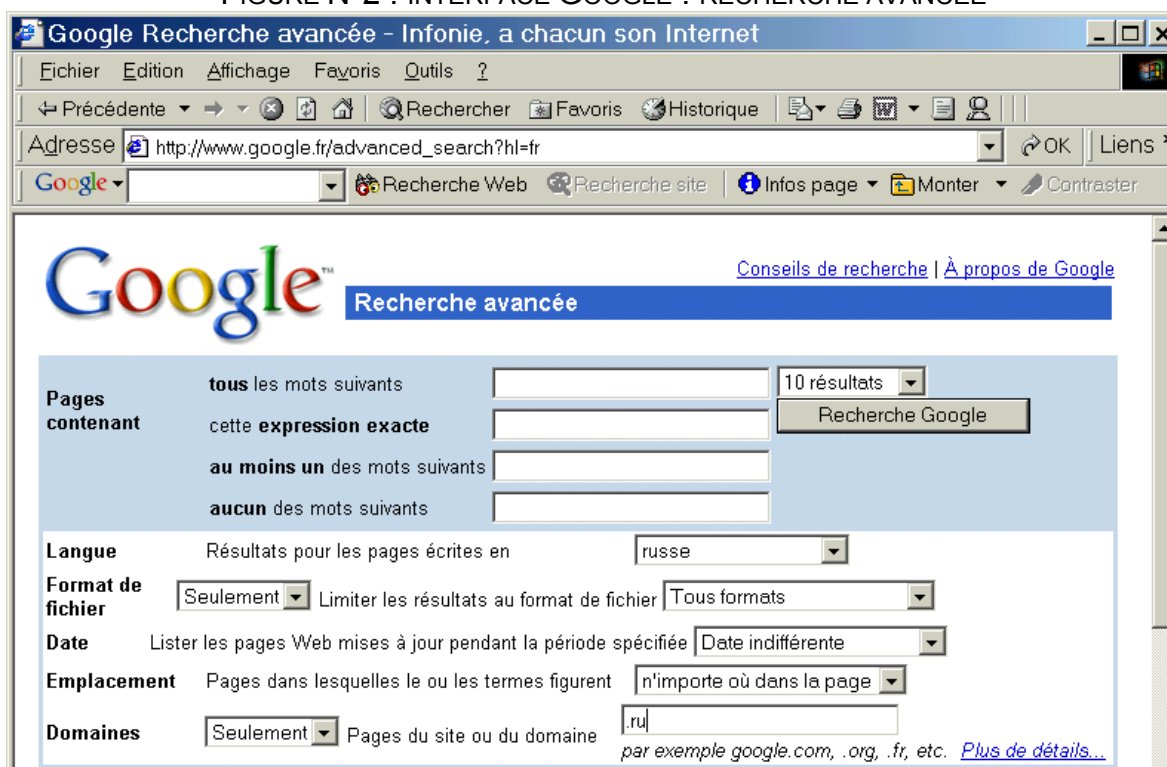 FIGURE N°2 : INTERFACE GOOGLE : RECHERCHE AVANCÉE
Google Recherche avancée - Infonie, a chacun son Internet
Fichier Edition Affichage Favoris Outils ?
Précédente Rechercher Favoris Historique
Adresse http://www.google.fr/advanced_search?hl=fr OK Liens
Google Recherche Web Recherche site Infos page Monter Contraster
Google™
Conseils de recherche | À propos de Google
Recherche avancée
Pages contenant
tous les mots suivants 10 résultats
cette expression exacte Recherche Google
au moins un des mots suivants
aucun des mots suivants
Langue Résultats pour les pages écrites en russe
Format de fichier Seulement Limiter les résultats au format de fichier Tous formats
Date Lister les pages Web mises à jour pendant la période spécifiée Date indifférente
Emplacement Pages dans lesquelles le ou les termes figurent n'importe où dans la page
Domaines Seulement Pages du site ou du domaine .ru
par exemple google.com, .org, .fr, etc. Plus de détails...